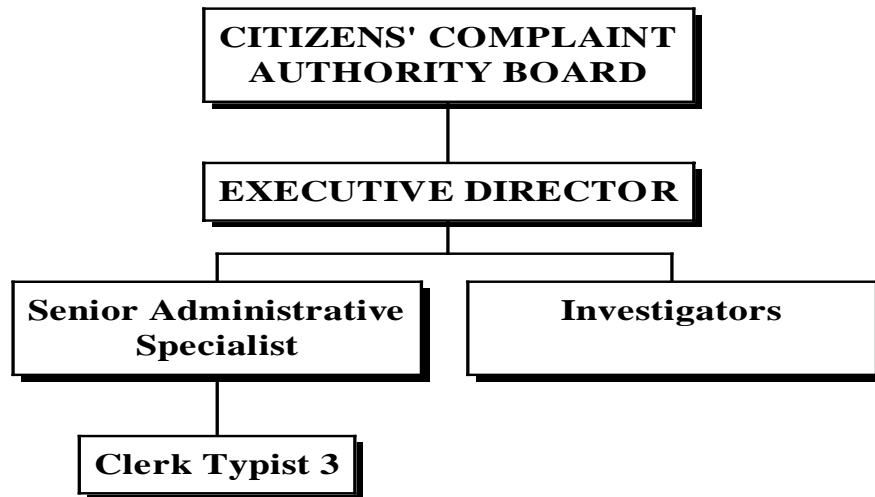 CITIZENS' COMPLAINT
AUTHORITY BOARD
EXECUTIVE DIRECTOR
Senior Administrative
Specialist
Investigators
Clerk Typist 3